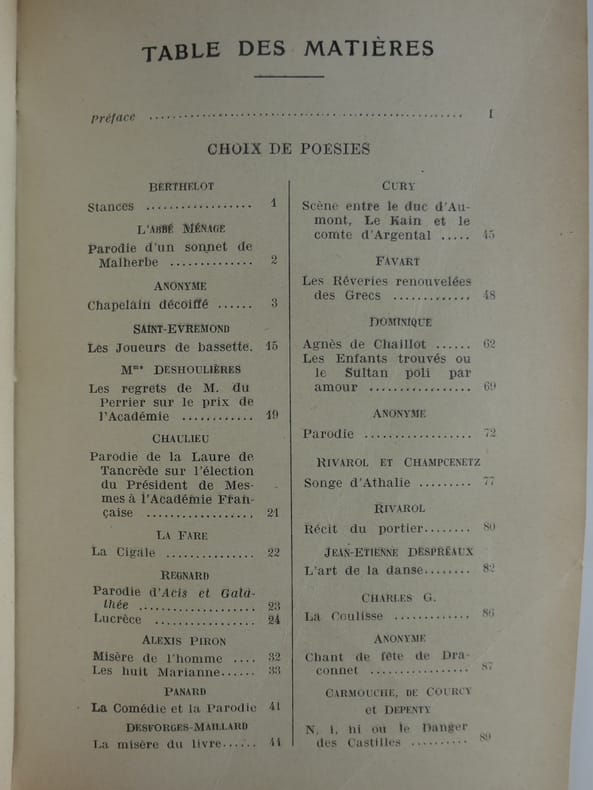 TABLE DES MATIÈRES
Préface .......... I
CHOIX DE POESIES
BERTHELOT
Stances .......... 1
L'ABBÉ MÉNAGE
Parodie d'un sonnet de
Malherbe .......... 2
ANONYME
Chapelain décoiffé ...... 3
SAINT-EVREMOND
Les Joueurs de bassette. 15
Mme DESHOULIÈRES
Les regrets de M. du
Perrier sur le prix de
l'Académie .......... 19
CHAULIEU
Parodie de la Laure de
Tancrède sur l'élection
du Président de Mes-
mes à l'Académie Fran-
çaise .......... 21
LA FARE
La Cigale .......... 22
REGNARD
Parodie d'Acis et Gala-
thée .......... 23
Lucrèce .......... 24
ALEXIS PIRON
Misère de l'homme .... 32
Les huit Marianne...... 33
PANARD
La Comédie et la Parodie 41
DESFORGES-MAILLARD
La misère du livre...... 44
CURY
Scène entre le duc d'Au-
mont, Le Kain et le
comte d'Argental ..... 45
FAVART
Les Rêveries renouvelées
des Grecs .......... 48
DOMINIQUE
Agnès de Chaillot ...... 62
Les Enfants trouvés ou
le Sultan poli par
amour .......... 69
ANONYME
Parodie .......... 72
RIVAROL ET CHAMPCENETZ
Songe d'Athalie ......... 77
RIVAROL
Récit du portier........ 80
JEAN-ETIENNE DESPRÉAUX
L'art de la danse........ 82
CHARLES G.
La Coulisse .......... 86
ANONYME
Chant de fête de Dra-
connet .......... 87
CARMOUCHE, DE COURCY
et DEPENTY
N, i, ni ou le Danger
des Castilles .......... 89